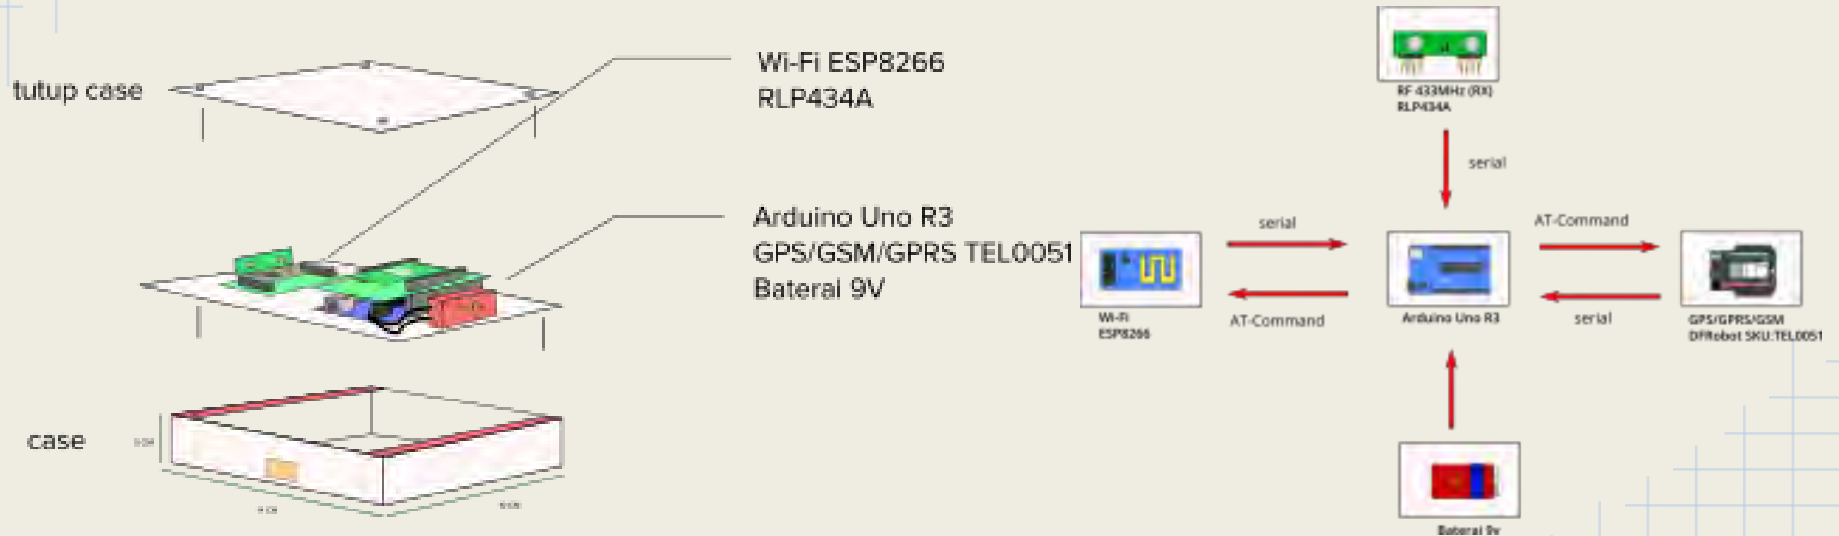 tutup case
Wi-Fi ESP8266
RLP434A
Arduino Uno R3
GPS/GSM/GPRS TEL0051
Baterai 9V
case
RF 433MHz (RX)
RLP434A
serial
serial
AT-Command
Wi-Fi
ESP8266
AT-Command
Arduino Uno R3
serial
GPS/GPRS/GSM
DFRobot SKU:TEL0051
Baterai 9v